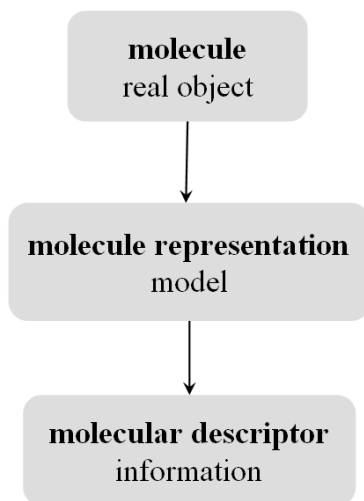 molecule
real object
molecule representation
model
molecular descriptor
information